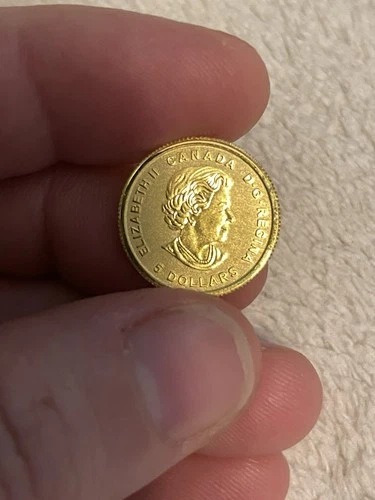 ELIZABETH II CANADA D·G·REGINA
5 DOLLARS